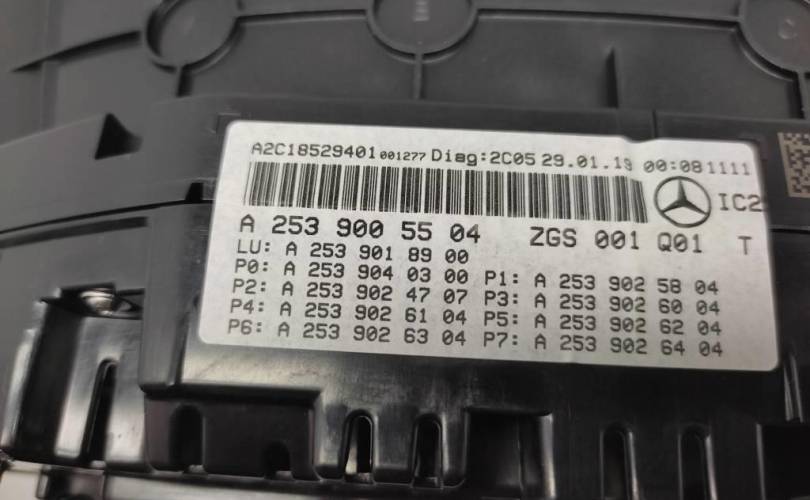 A2C18529401 001277 Diag:2C05 29.01.19 00:08 1111
IC2
A 253 900 55 04 ZGS 001 Q01 T
LU: A 253 901 89 00
P0: A 253 904 03 00 P1: A 253 902 58 04
P2: A 253 902 47 07 P3: A 253 902 60 04
P4: A 253 902 61 04 P5: A 253 902 62 04
P6: A 253 902 63 04 P7: A 253 902 64 04